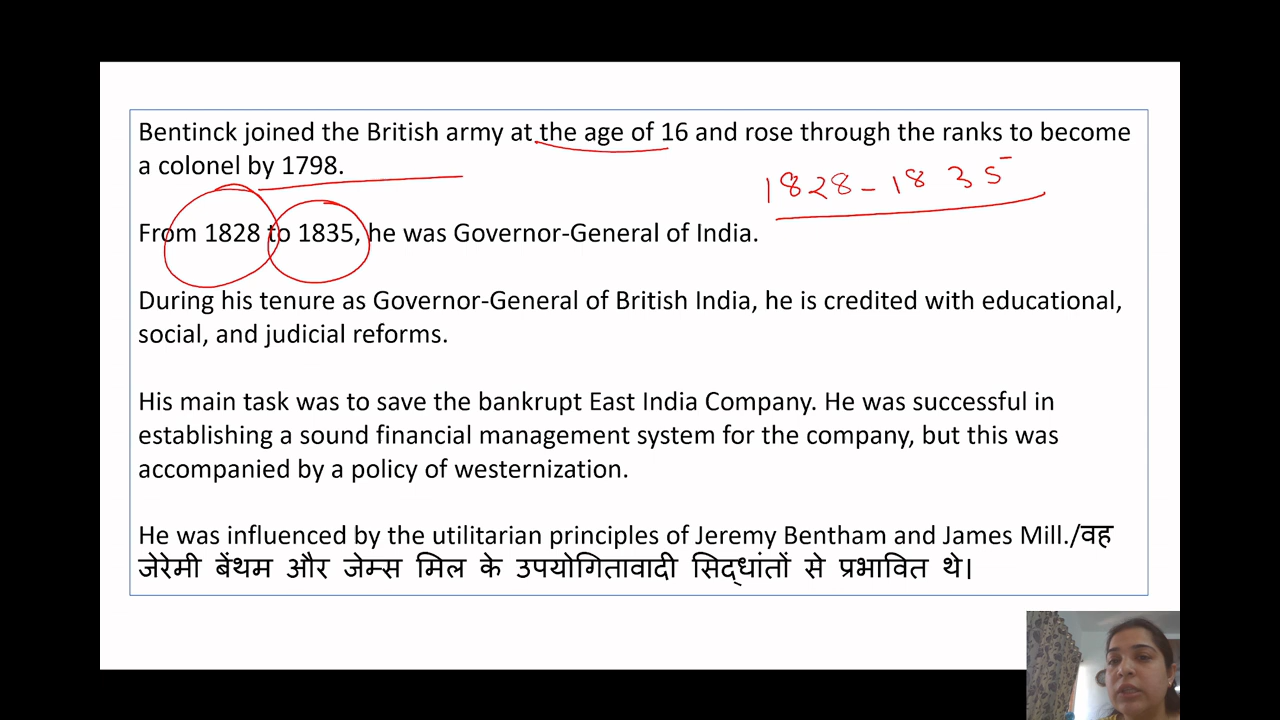 Bentinck joined the British army at the age of 16 and rose through the ranks to become
a colonel by 1798.
1828-1835
From 1828 to 1835, he was Governor-General of India.
During his tenure as Governor-General of British India, he is credited with educational,
social, and judicial reforms.
His main task was to save the bankrupt East India Company. He was successful in
establishing a sound financial management system for the company, but this was
accompanied by a policy of westernization.
He was influenced by the utilitarian principles of Jeremy Bentham and James Mill./वह
जेरेमी बेंथम और जेम्स मिल के उपयोगितावादी सिद्धांतों से प्रभावित थे।